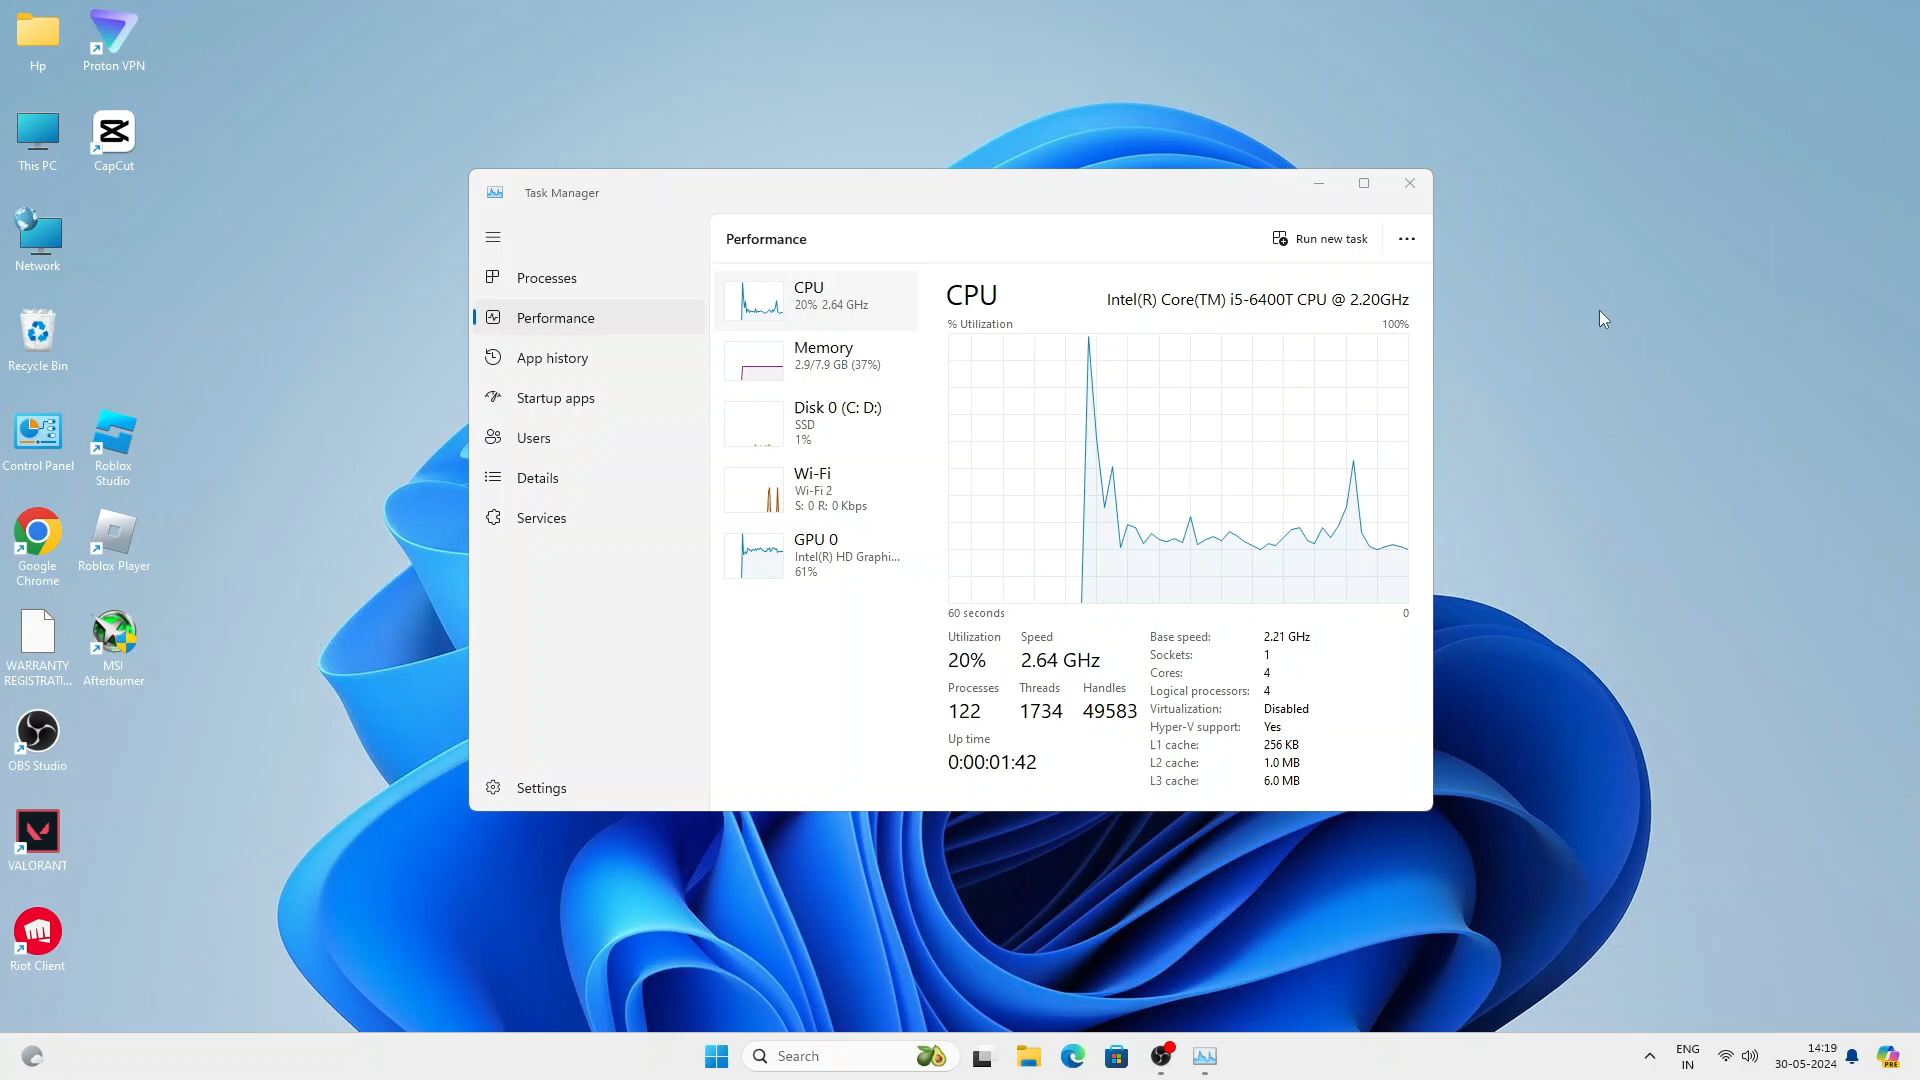 Hp
Proton VPN
This PC
CapCut
Network
Recycle Bin
Control Panel
Roblox
Studio
Google
Chrome
Roblox Player
WARRANTY
REGISTRATI...
MSI
Afterburner
OBS Studio
VALORANT
Riot Client
Task Manager
Processes
Performance
App history
Startup apps
Users
Details
Services
Settings
Performance
Run new task
CPU
20% 2.64 GHz
Memory
2.9/7.9 GB (37%)
Disk 0 (C: D:)
SSD
1%
Wi-Fi
Wi-Fi 2
S: 0 R: 0 Kbps
GPU 0
Intel(R) HD Graphi...
61%
CPU
Intel(R) Core(TM) i5-6400T CPU @ 2.20GHz
% Utilization
100%
60 seconds
0
Utilization
Speed
20%
2.64 GHz
Processes
Threads
Handles
122
1734
49583
Up time
0:00:01:42
Base speed: 2.21 GHz
Sockets: 1
Cores: 4
Logical processors: 4
Virtualization: Disabled
Hyper-V support: Yes
L1 cache: 256 KB
L2 cache: 1.0 MB
L3 cache: 6.0 MB
Search
ENG
IN
14:19
30-05-2024
PRE